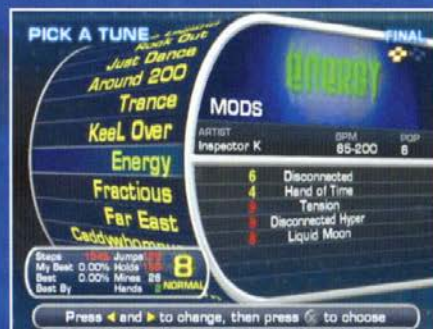 PICK A TUNE
FINAL
Rock Out
Just Dance
Around 200
Trance
KeeL Over
Energy
Fractious
Far East
energy
MODS
ARTIST
Inspector K
BPM
85-200
POP
6
6 Disconnected
4 Hand of Time
Tension
Disconnected Hyper
Liquid Moon
Steps Jumps
My Best 0.00% Holds
Best 0.00% Mines 26
Best By Hands
8
NORMAL
Press ◄ and ► to change, then press to choose